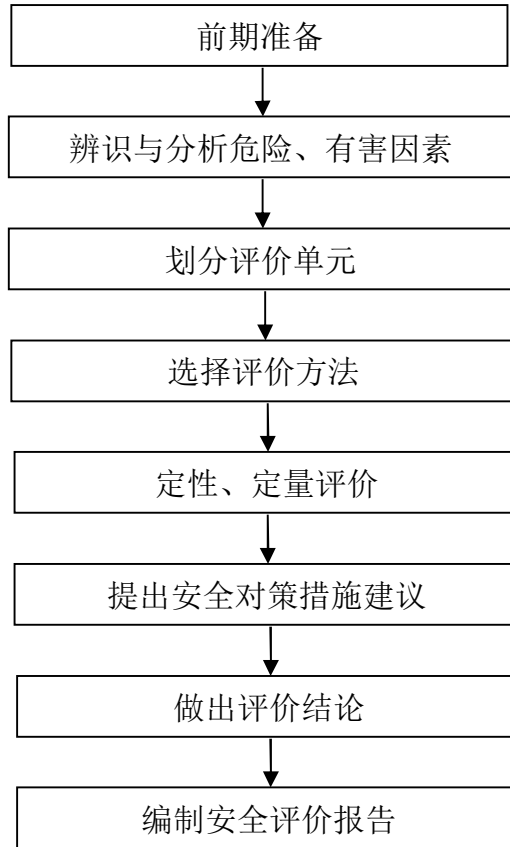 前期准备
辨识与分析危险、有害因素
划分评价单元
选择评价方法
定性、定量评价
提出安全对策措施建议
做出评价结论
编制安全评价报告